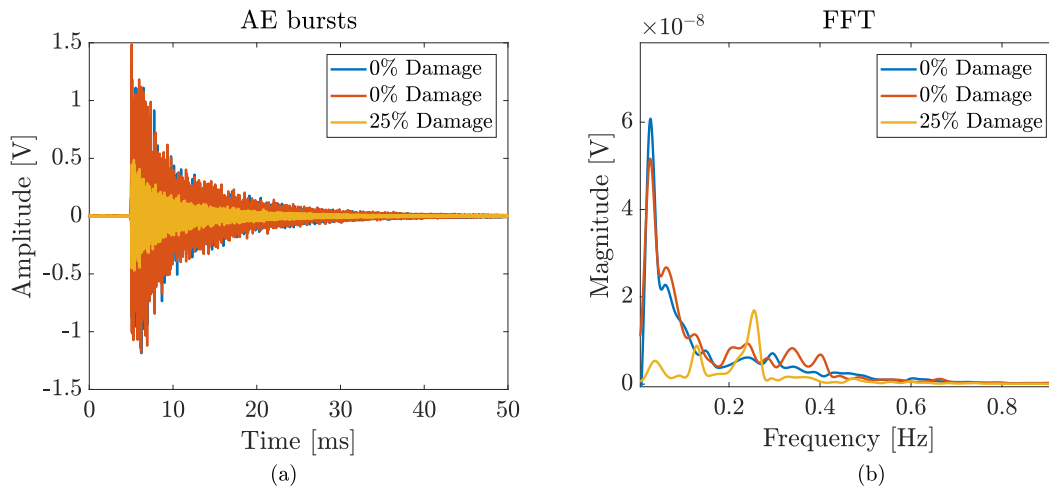 AE bursts
1.5
1
0.5
0
-0.5
-1
-1.5
Amplitude [V]
0% Damage
0% Damage
25% Damage
0 10 20 30 40 50
Time [ms]
(a)
FFT
×10⁻⁸
6
4
2
0
Magnitude [V]
0% Damage
0% Damage
25% Damage
0.2 0.4 0.6 0.8
Frequency [Hz]
(b)